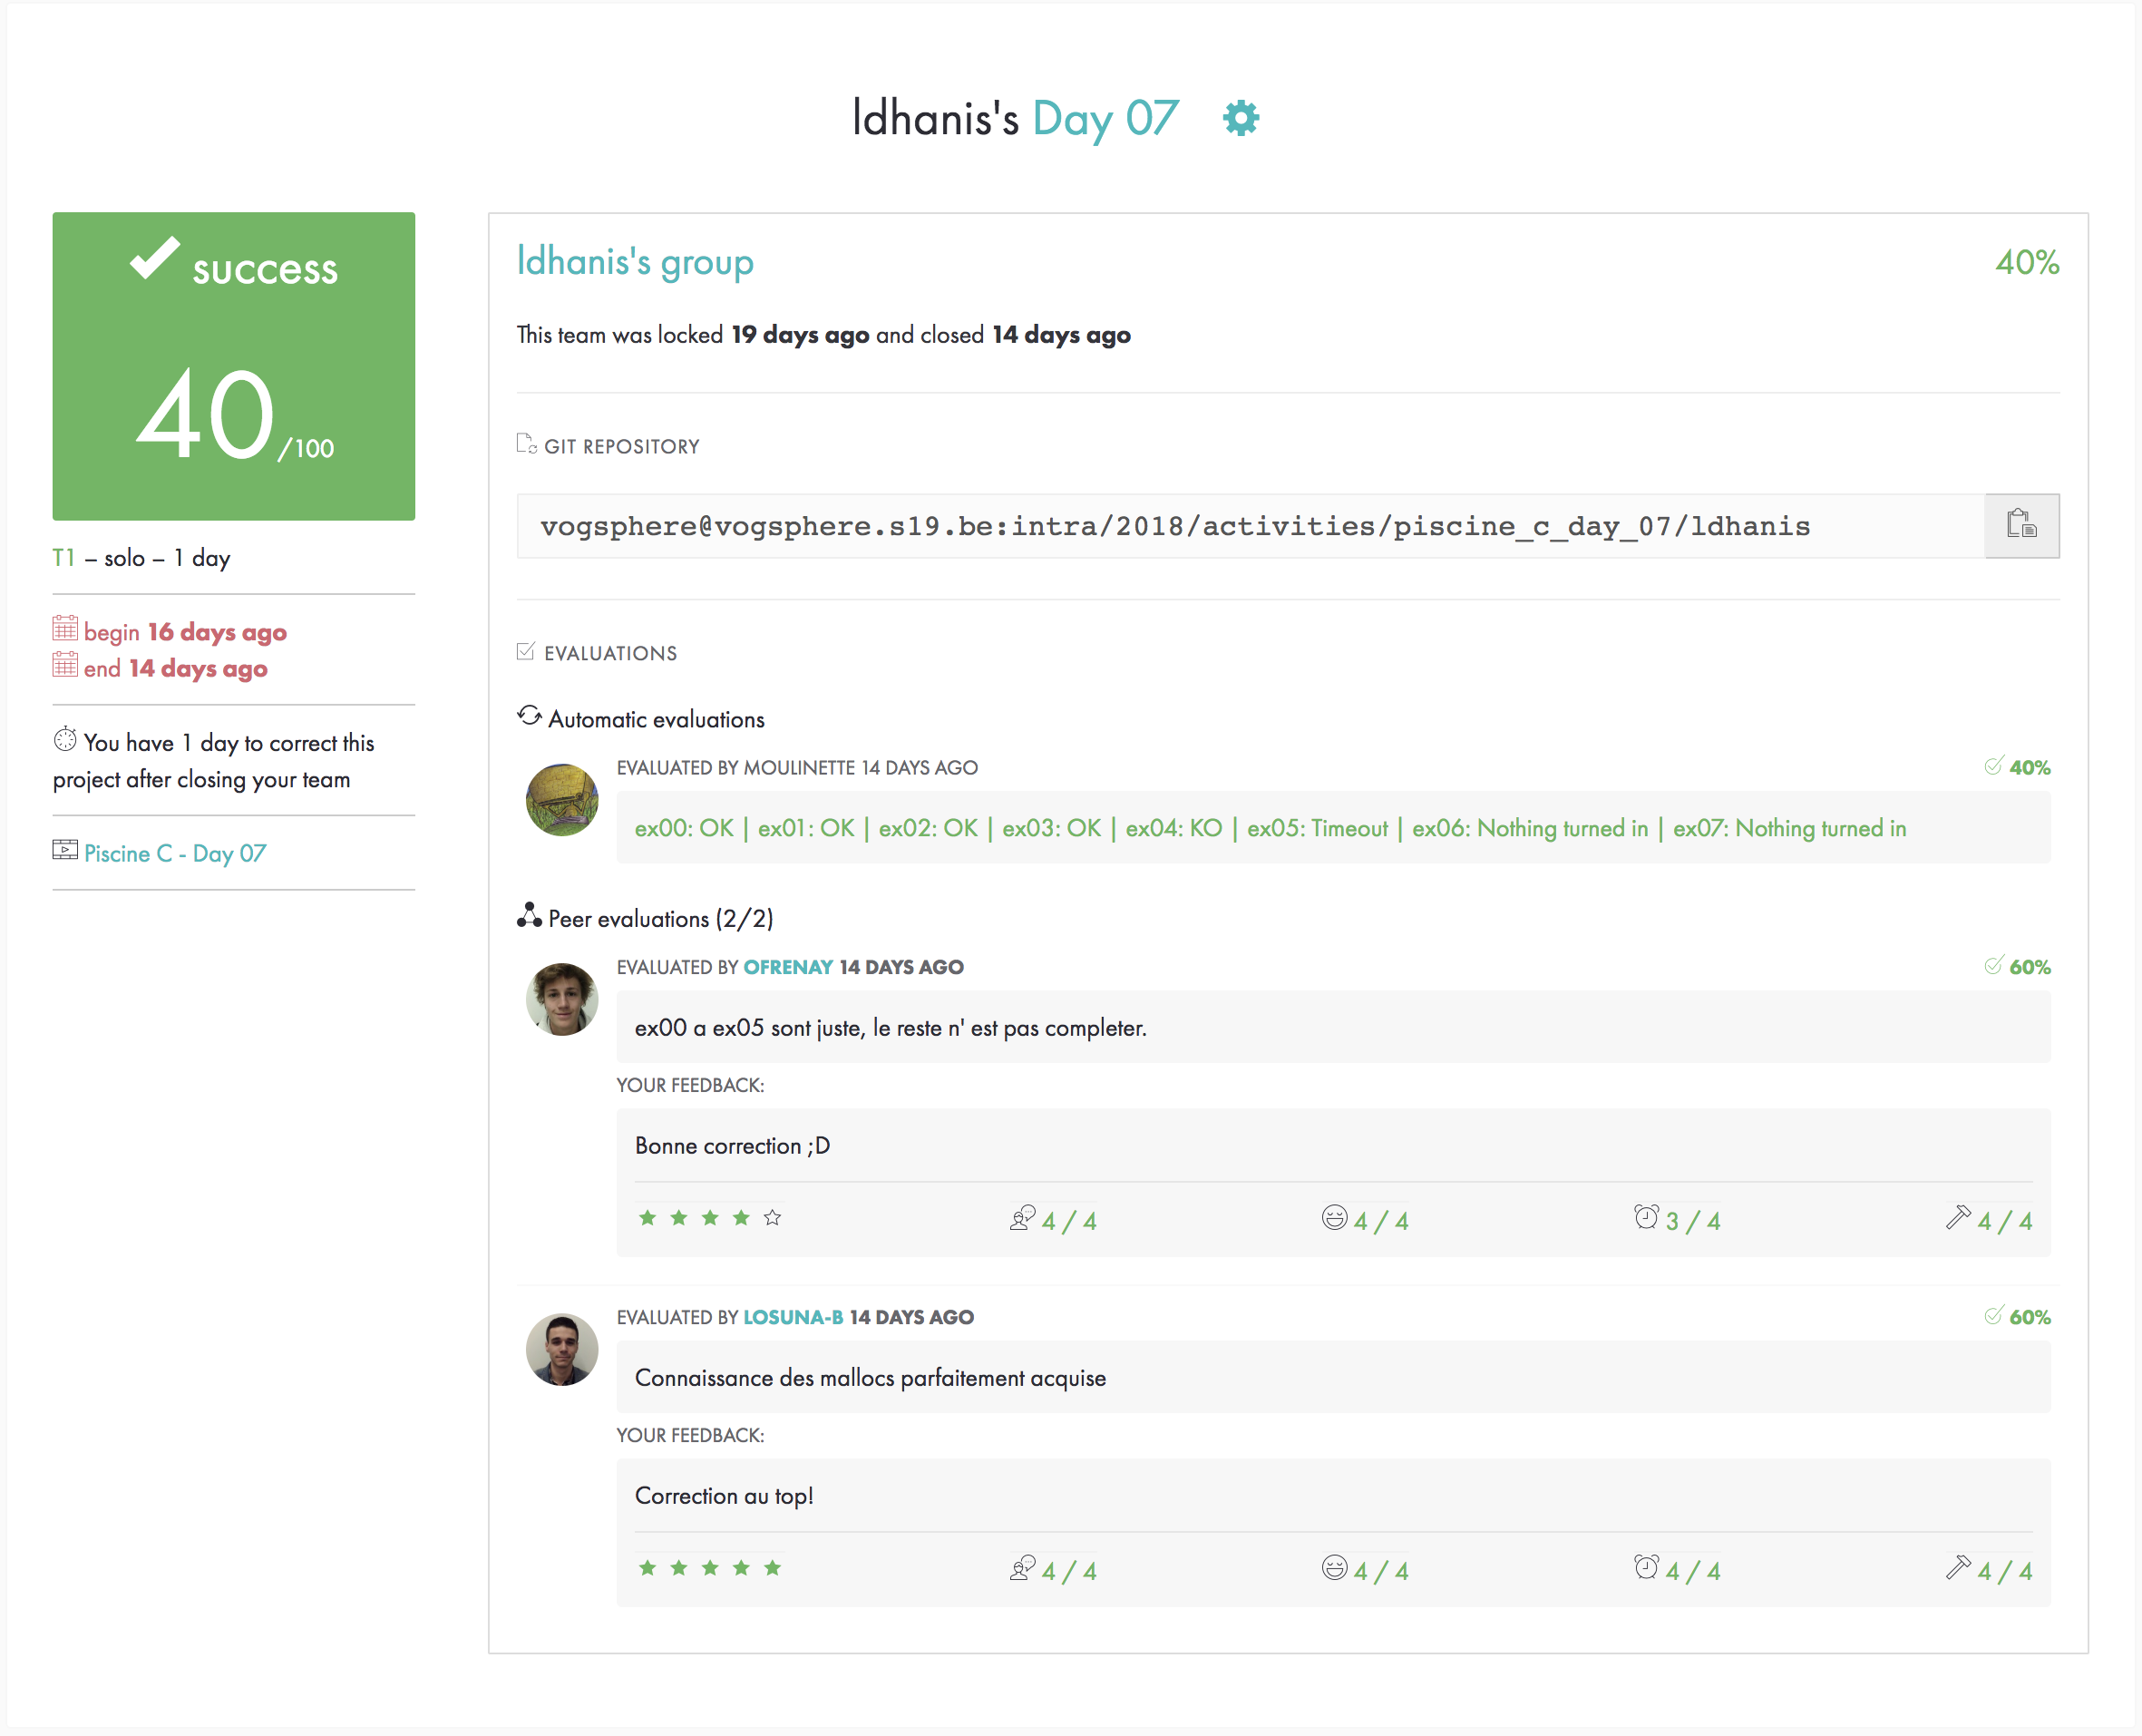 ldhanis's Day 07
success
40/100
T1 – solo – 1 day
begin 16 days ago
end 14 days ago
You have 1 day to correct this
project after closing your team
Piscine C - Day 07
ldhanis's group
40%
This team was locked 19 days ago and closed 14 days ago
GIT REPOSITORY
vogsphere@vogsphere.s19.be:intra/2018/activities/piscine_c_day_07/ldhanis
EVALUATIONS
Automatic evaluations
EVALUATED BY MOULINETTE 14 DAYS AGO
40%
ex00: OK | ex01: OK | ex02: OK | ex03: OK | ex04: KO | ex05: Timeout | ex06: Nothing turned in | ex07: Nothing turned in
Peer evaluations (2/2)
EVALUATED BY OFRENAY 14 DAYS AGO
60%
ex00 a ex05 sont juste, le reste n' est pas completer.
YOUR FEEDBACK:
Bonne correction ;D
4 / 4 4 / 4 3 / 4 4 / 4
EVALUATED BY LOSUNA-B 14 DAYS AGO
60%
Connaissance des mallocs parfaitement acquise
YOUR FEEDBACK:
Correction au top!
4 / 4 4 / 4 4 / 4 4 / 4